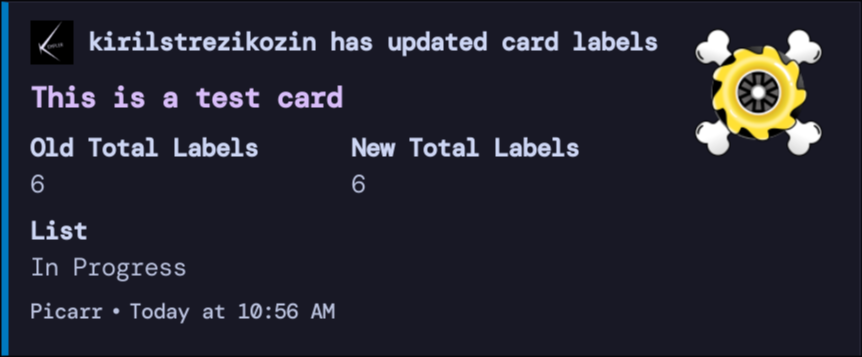 kirilstrezikozin has updated card labels
This is a test card
Old Total Labels New Total Labels
6 6
List
In Progress
Picarr • Today at 10:56 AM